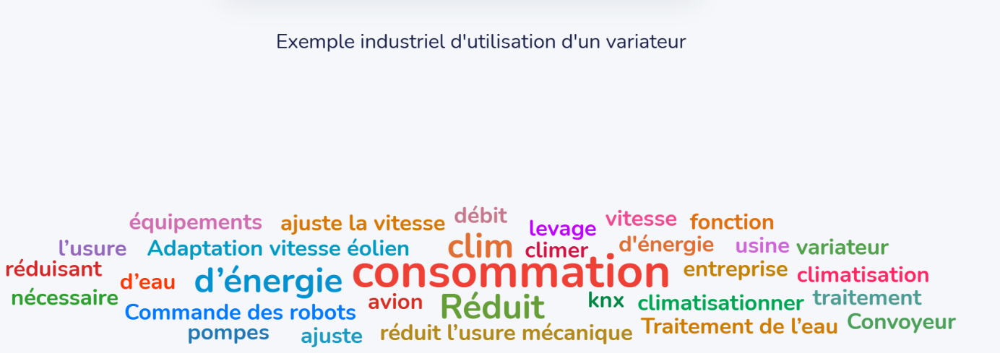 Exemple industriel d'utilisation d'un variateur
équipements ajuste la vitesse débit levage vitesse fonction
l’usure Adaptation vitesse éolien clim climer d'énergie usine variateur
réduisant d’eau d’énergie consommation entreprise climatisation
nécessaire Commande des robots avion Réduit knx climatisationner traitement
pompes ajuste réduit l’usure mécanique Traitement de l’eau Convoyeur